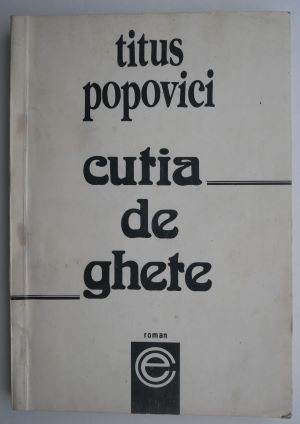 titus
popovici
cutia
de
ghete
roman